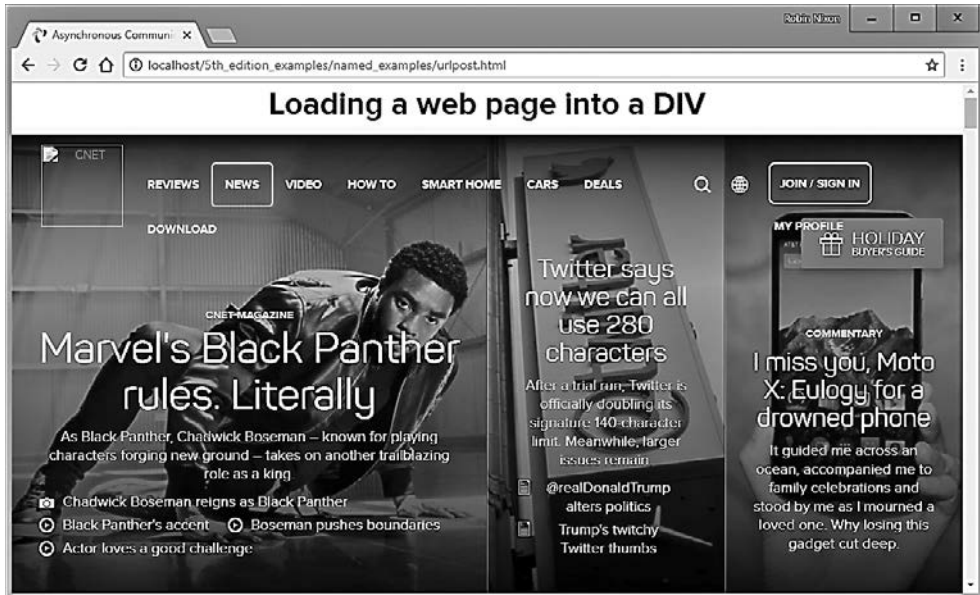 Robin Nixon
Asynchronous Communi
localhost/5th_edition_examples/named_examples/urlpost.html
Loading a web page into a DIV
CNET
REVIEWS NEWS VIDEO HOW TO SMART HOME CARS DEALS JOIN / SIGN IN
DOWNLOAD
MY PROFILE
HOLIDAY
BUYER'S GUIDE
CNET MAGAZINE
Marvel's Black Panther
rules. Literally
As Black Panther, Chadwick Boseman – known for playing
characters forging new ground – takes on another trailblazing
role as a king.
Chadwick Boseman reigns as Black Panther
Black Panther's accent Boseman pushes boundaries
Actor loves a good challenge
Twitter says
now we can all
use 280
characters
After a trial run, Twitter is
officially doubling its
signature 140-character
limit. Meanwhile, larger
issues remain.
@realDonaldTrump
alters politics
Trump's twitchy
Twitter thumbs
COMMENTARY
I miss you, Moto
X: Eulogy for a
drowned phone
It guided me across an
ocean, accompanied me to
family celebrations and
stood by me as I mourned a
loved one. Why losing this
gadget cut deep.